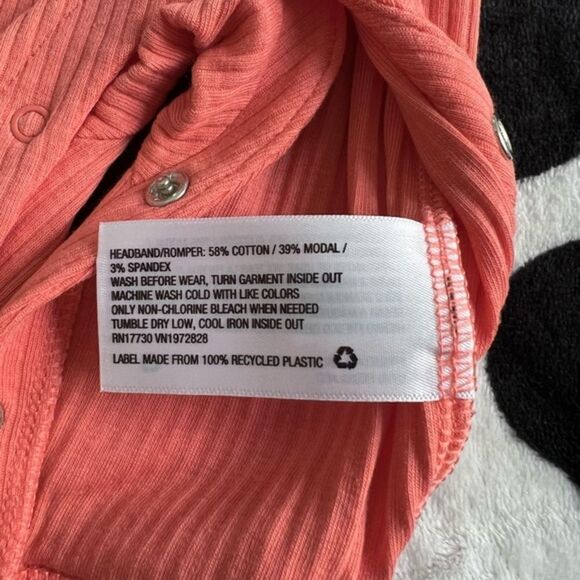 HEADBAND/ROMPER: 58% COTTON / 39% MODAL /
3% SPANDEX
WASH BEFORE WEAR, TURN GARMENT INSIDE OUT
MACHINE WASH COLD WITH LIKE COLORS
ONLY NON-CHLORINE BLEACH WHEN NEEDED
TUMBLE DRY LOW, COOL IRON INSIDE OUT
RN17730 VN1972828
LABEL MADE FROM 100% RECYCLED PLASTIC